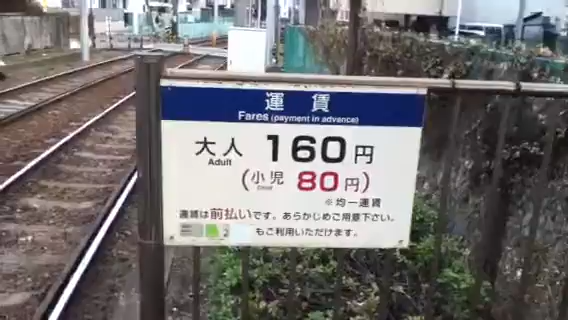 運賃
Fares (payment in advance)
大人 160円
Adult
(小児 80円)
※均一運賃
運賃は前払いです。あらかじめご用意下さい。
もご利用いただけます。